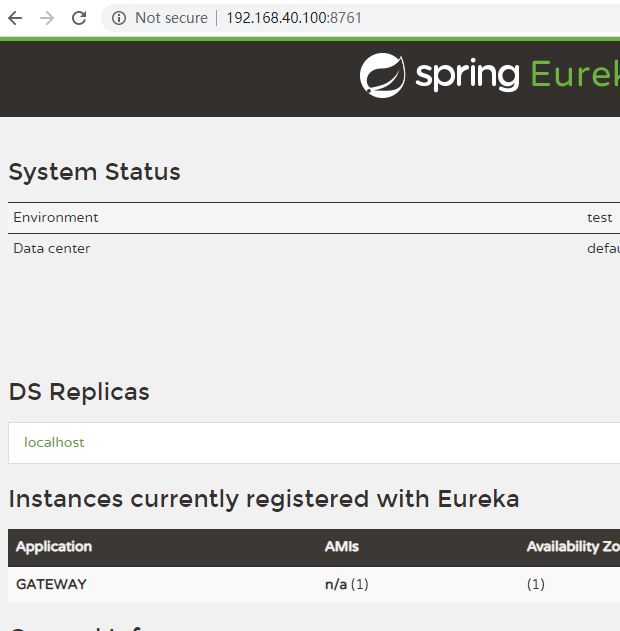 Not secure | 192.168.40.100:8761
spring Eurek
System Status
Environment test
Data center defau
DS Replicas
localhost
Instances currently registered with Eureka
Application AMIs Availability Zo
GATEWAY n/a (1) (1)